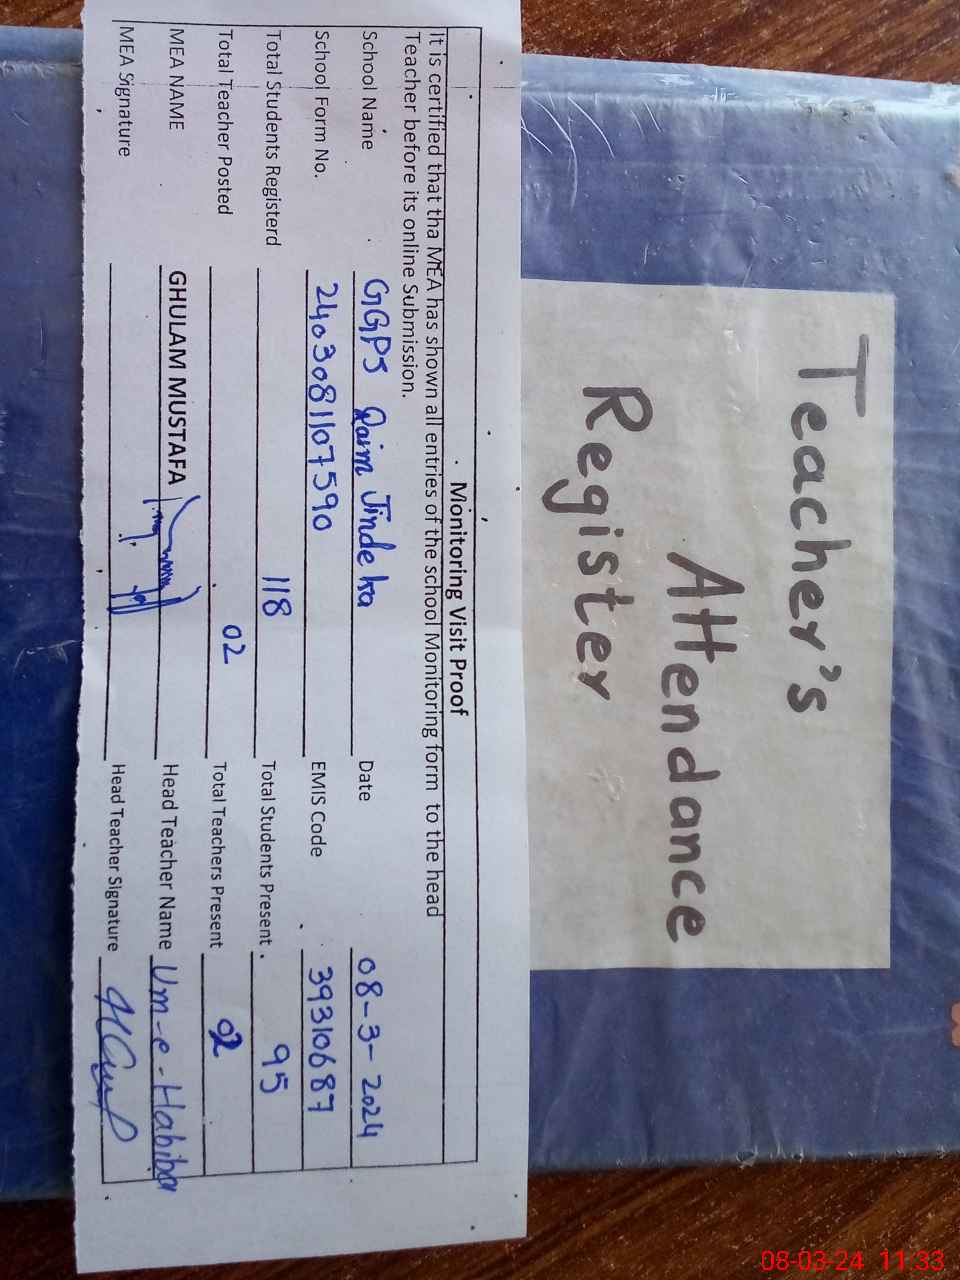 Teacher's
Attendance
Register
Monitoring Visit Proof
It is certified that tha MEA has shown all entries of the school Monitoring form to the head
Teacher before its online Submission.
School Name GGPS Qaim Jindeka Date 08-3-2024
School Form No. 2403081107590 EMIS Code 39310687
Total Students Registerd 118 Total Students Present 95
Total Teacher Posted 02 Total Teachers Present 02
MEA NAME GHULAM MUSTAFA Head Teacher Name Um-e-Habiba
MEA Signature Head Teacher Signature
08-03-24 11:33